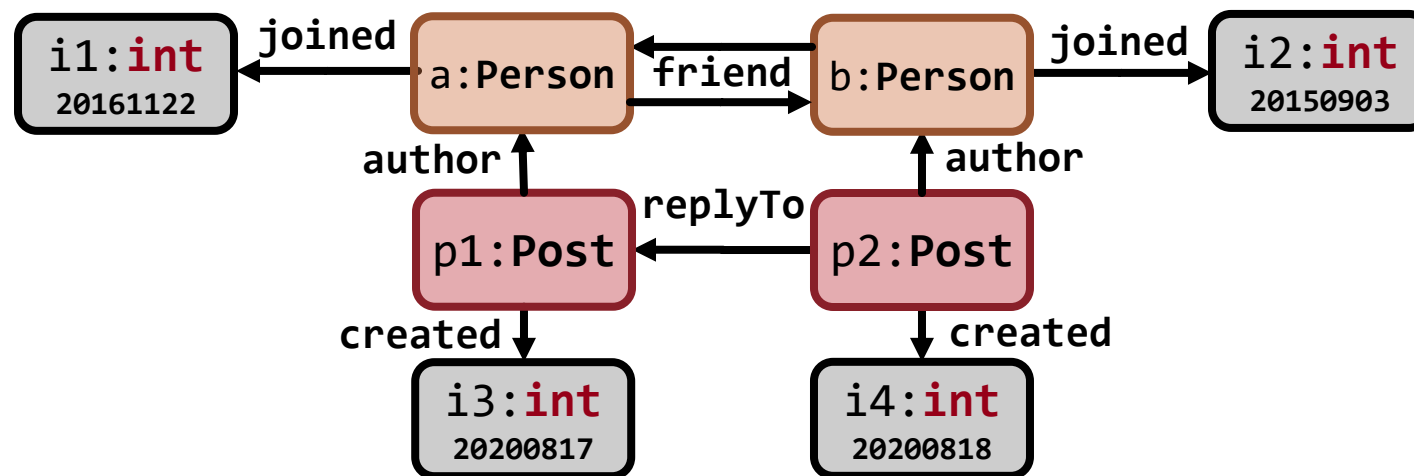 i1:int
20161122
joined
a:Person
friend
b:Person
joined
i2:int
20150903
author
author
p1:Post
replyTo
p2:Post
created
created
i3:int
20200817
i4:int
20200818